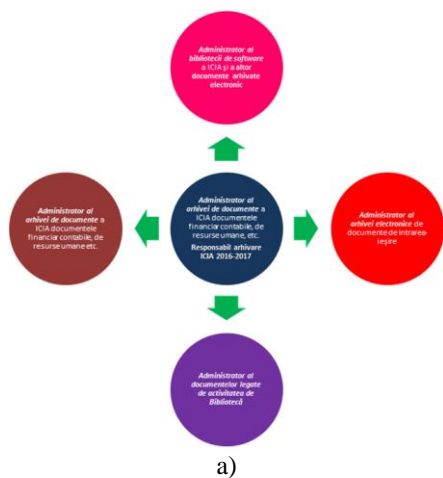 Administrator al
bibliotecii de software
a ICIA și a altor
documente arhivate
electronic
Administrator al
arhivei de documente a
ICIA documentele
financiar contabile, de
resurse umane etc.
Administrator al
arhivei de documente a
ICIA documentele
financiar contabile, de
resurse umane, etc.
Responsabil arhivare
ICIA 2016-2017
Administrator al
arhivei electronice de
documente de intrarea-
ieșire
Administrator al
documentelor legate
de activitatea de
Bibliotecă
a)